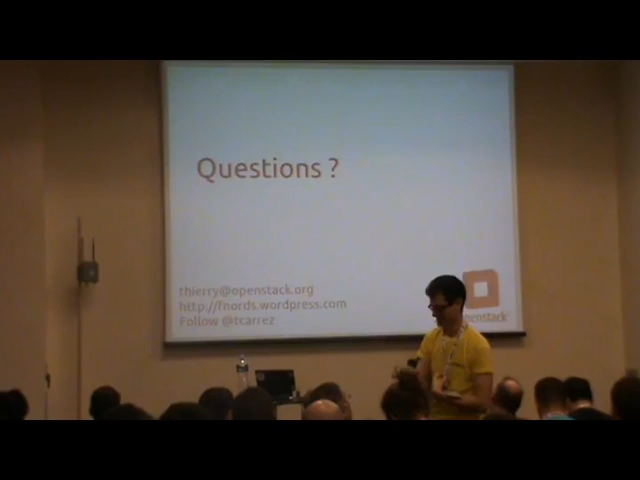 Questions ?
thierry@openstack.org
http://fnords.wordpress.com
Follow @tcarrez
openstack